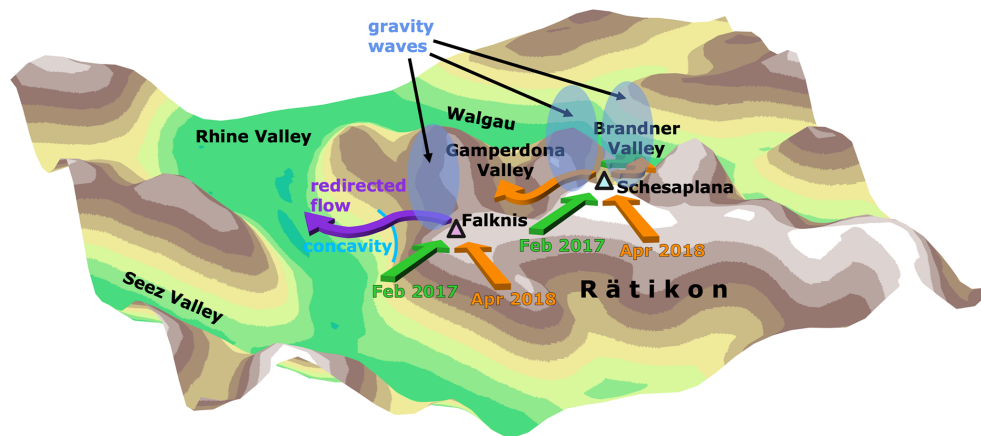 gravity
waves
Walgau
Rhine Valley
Brandner
Valley
Gamperdona
Valley
redirected
flow
Schesaplana
Falknis
concavity
Feb 2017
Apr 2018
Seez Valley
Feb 2017
Apr 2018
Rätikon